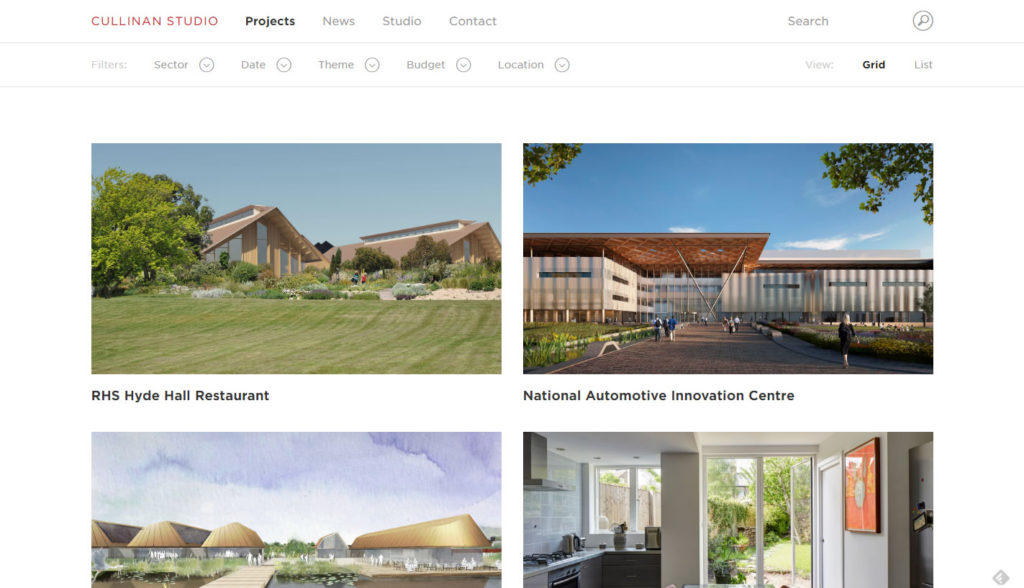 CULLINAN STUDIO Projects News Studio Contact Search
Filters: Sector Date Theme Budget Location View: Grid List
RHS Hyde Hall Restaurant National Automotive Innovation Centre